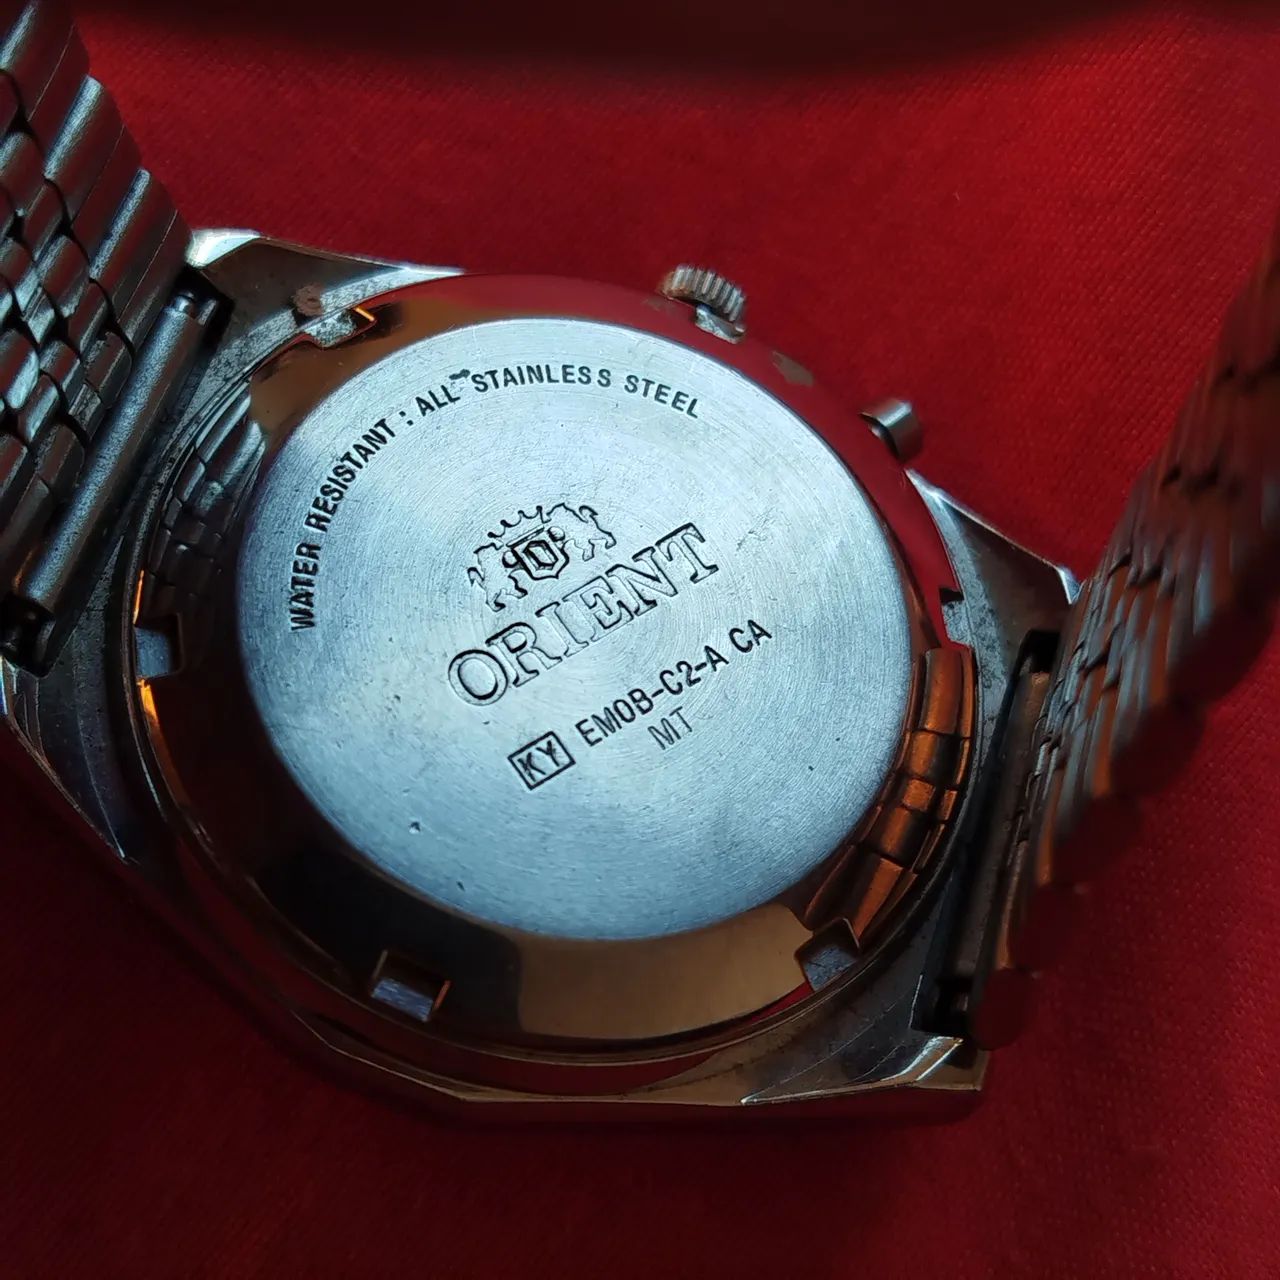 WATER RESISTANT : ALL STAINLESS STEEL
ORIENT
KY EM0B-C2-A CA
MT